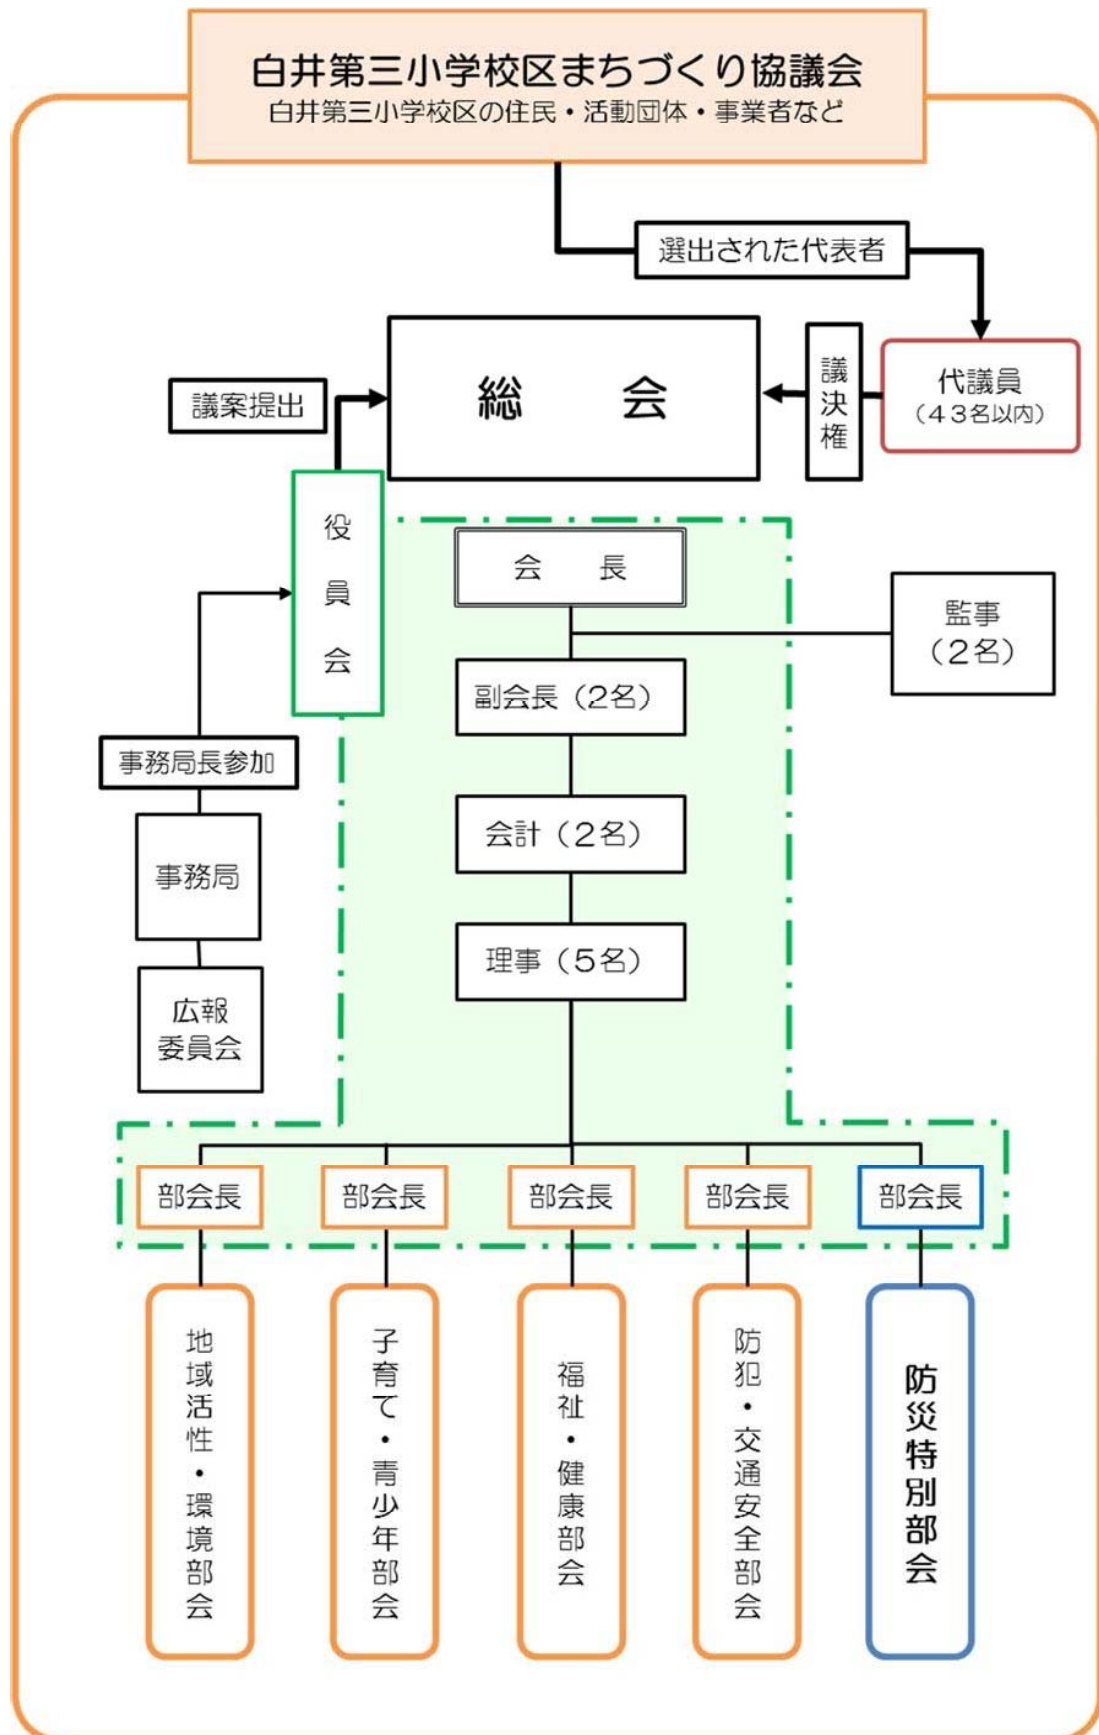 白井第三小学校区まちづくり協議会
白井第三小学校区の住民・活動団体・事業者など
選出された代表者
総　会
議案提出
議決権
代議員
（43名以内）
役員会
会　長
監事
（2名）
副会長（2名）
事務局長参加
会計（2名）
事務局
理事（5名）
広報
委員会
部会長
部会長
部会長
部会長
部会長
地域活性・環境部会
子育て・青少年部会
福祉・健康部会
防犯・交通安全部会
防災特別部会